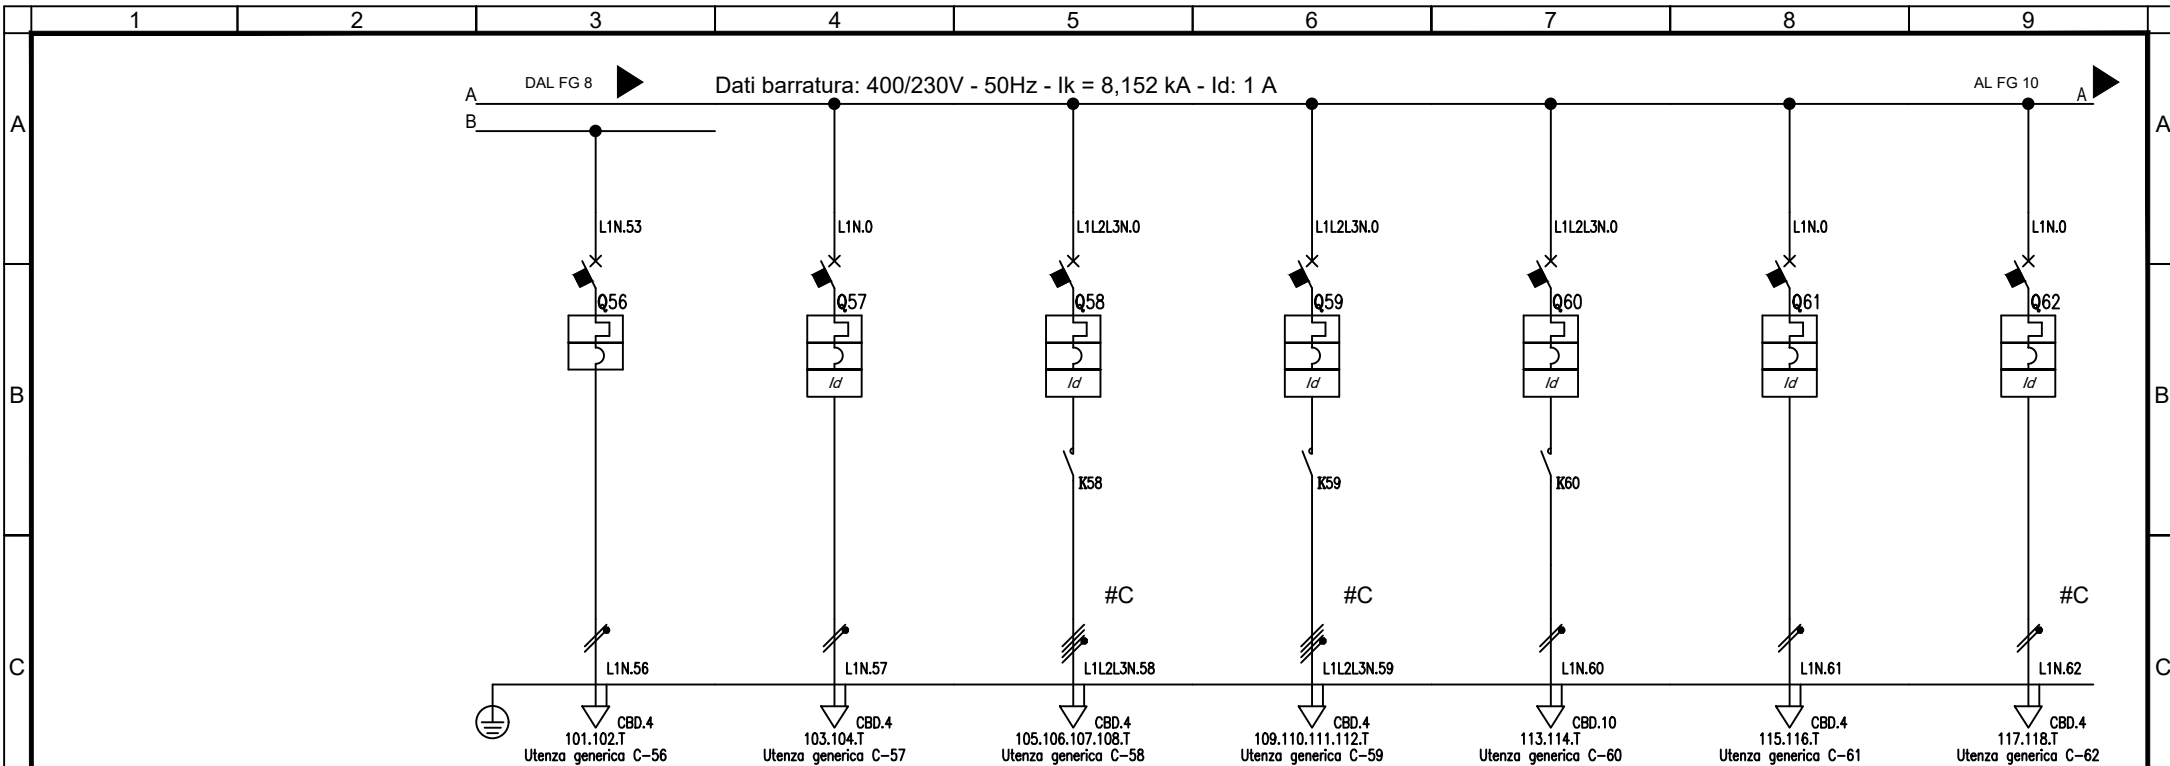 1 2 3 4 5 6 7 8 9
DAL FG 8 Dati barratura: 400/230V - 50Hz - Ik = 8,152 kA - Id: 1 A AL FG 10
A A
B
A A
L1N.53 L1N.0 L1L2L3N.0 L1L2L3N.0 L1L2L3N.0 L1N.0 L1N.0
Q56 Q57 Q58 Q59 Q60 Q61 Q62
Id Id Id Id Id Id
B B
K58 K59 K60
#C #C #C
C L1N.56 L1N.57 L1L2L3N.58 L1L2L3N.59 L1N.60 L1N.61 L1N.62 C
CBD.4 CBD.4 CBD.4 CBD.4 CBD.10 CBD.4 CBD.4
101.102.T 103.104.T 105.106.107.108.T 109.110.111.112.T 113.114.T 115.116.T 117.118.T
Utenza generica C-56 Utenza generica C-57 Utenza generica C-58 Utenza generica C-59 Utenza generica C-60 Utenza generica C-61 Utenza generica C-62